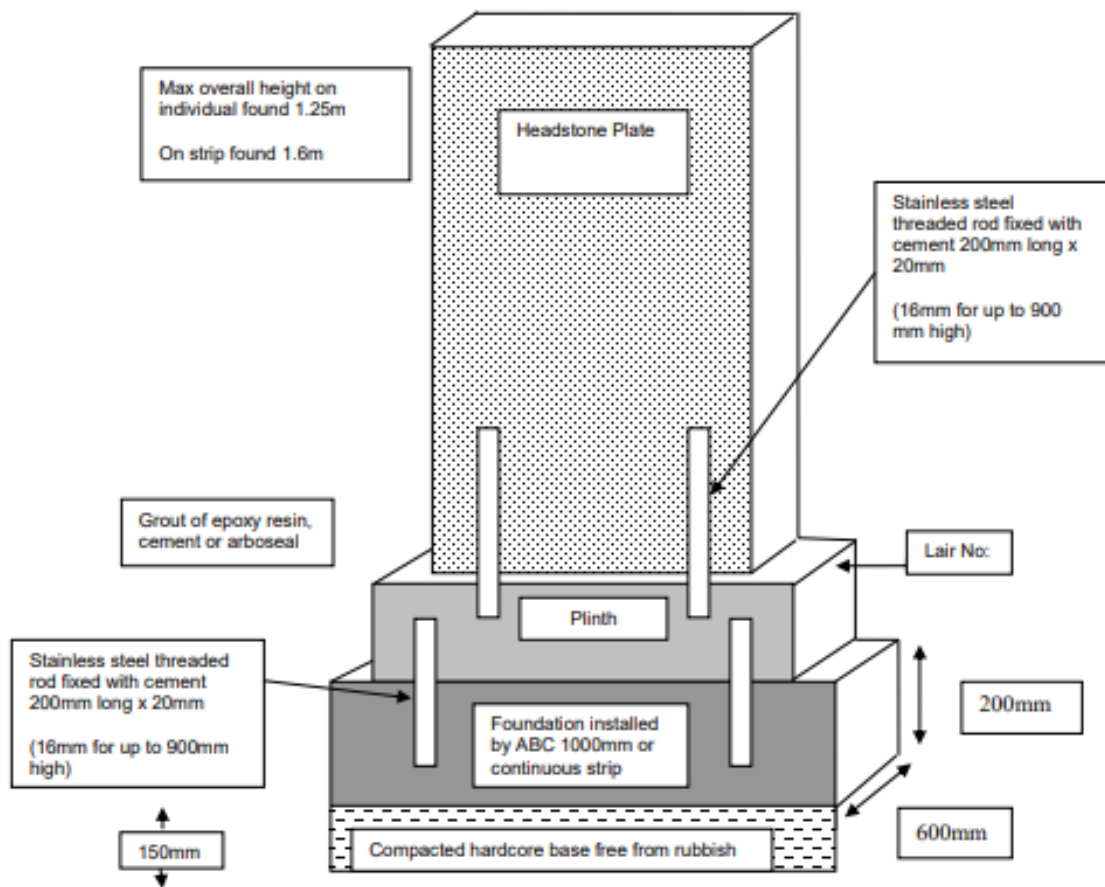 Max overall height on
individual found 1.25m
On strip found 1.6m
Headstone Plate
Stainless steel
threaded rod fixed with
cement 200mm long x
20mm
(16mm for up to 900
mm high)
Grout of epoxy resin,
cement or arboseal
Lair No:
Plinth
Stainless steel threaded
rod fixed with cement
200mm long x 20mm
(16mm for up to 900mm
high)
Foundation installed
by ABC 1000mm or
continuous strip
200mm
600mm
150mm
Compacted hardcore base free from rubbish